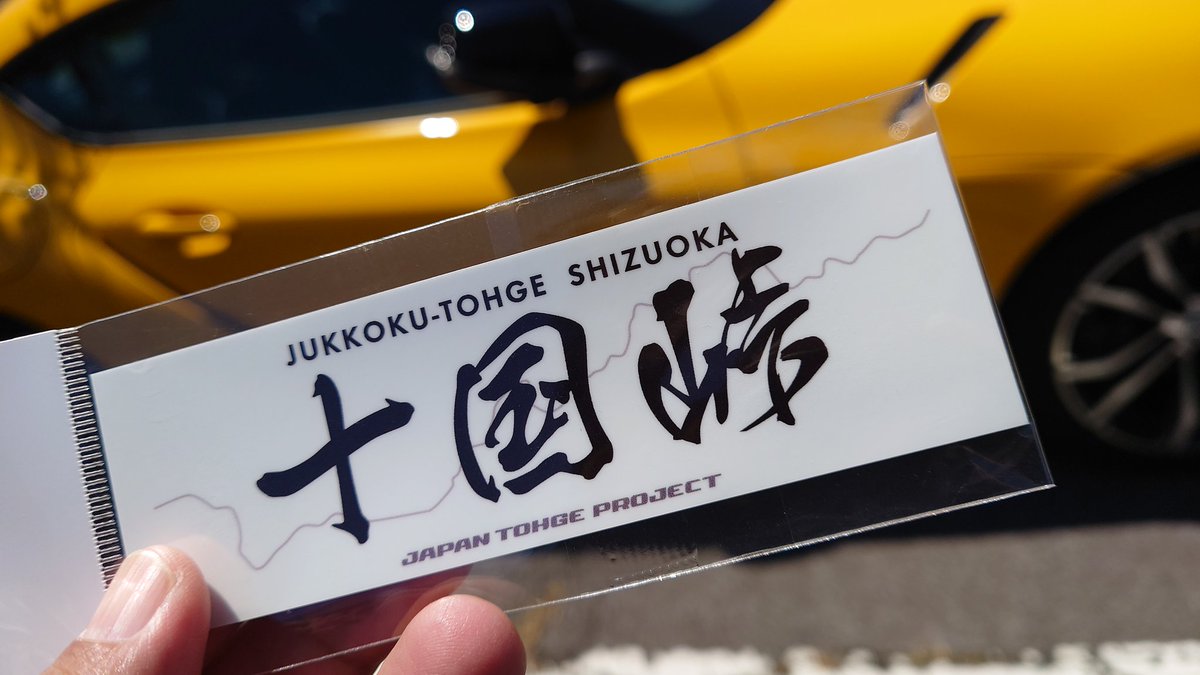 JUKKOKU-TOHGE SHIZUOKA
十国峠
JAPAN TOHGE PROJECT